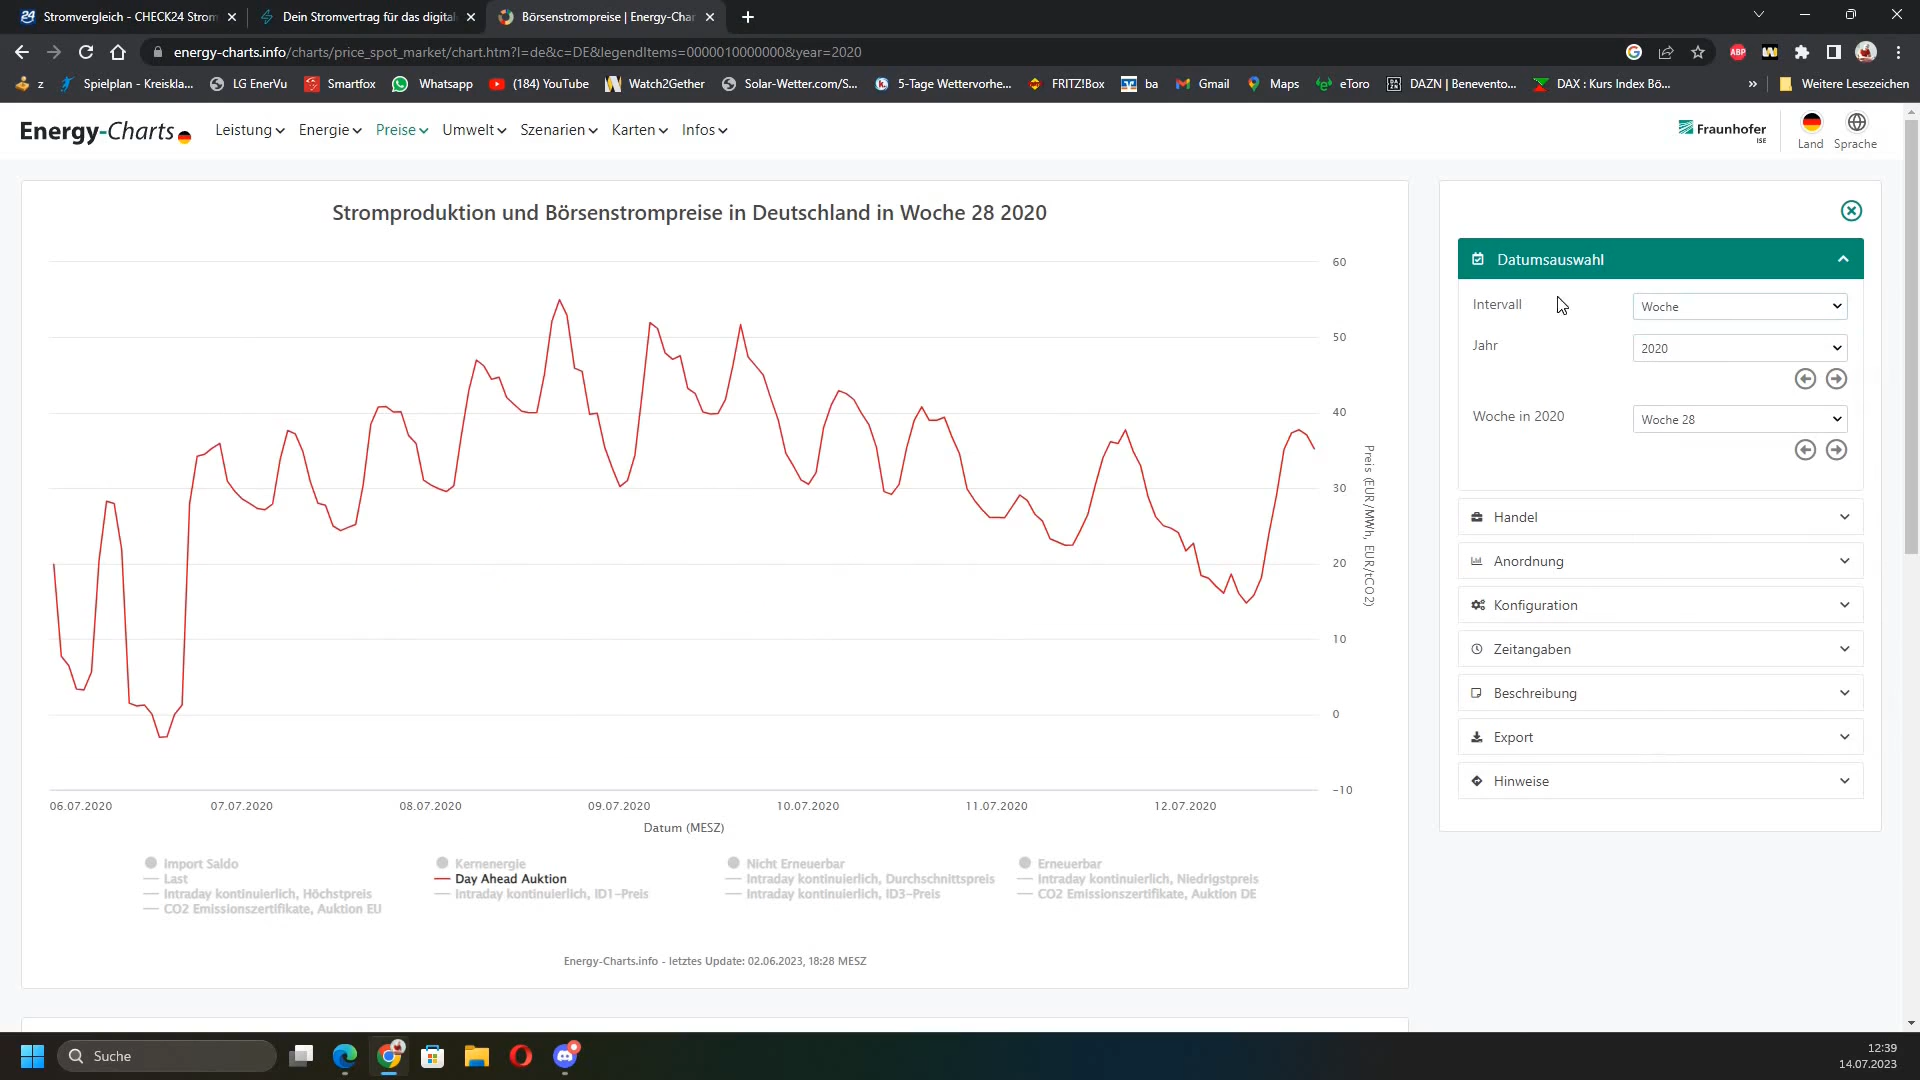 Stromvergleich - CHECK24 Strom
Dein Stromvertrag für das digital
Börsenstrompreise | Energy-Char
energy-charts.info/charts/price_spot_market/chart.htm?l=de&c=DE&legendItems=0000010000000&year=2020
ABP
z
Spielplan - Kreiskla...
LG EnerVu
Smartfox
Whatsapp
(184) YouTube
Watch2Gether
Solar-Wetter.com/S...
5-Tage Wettervorhe...
FRITZ!Box
ba
Gmail
Maps
eToro
DAZN | Benevento...
DAX : Kurs Index Bö...
»
Weitere Lesezeichen
Energy-Charts
Leistung
Energie
Preise
Umwelt
Szenarien
Karten
Infos
Fraunhofer
ISE
Land
Sprache
Stromproduktion und Börsenstrompreise in Deutschland in Woche 28 2020
60
50
40
30
20
10
0
-10
Preis (EUR/MWh, EUR/tCO2)
06.07.2020
07.07.2020
08.07.2020
09.07.2020
10.07.2020
11.07.2020
12.07.2020
Datum (MESZ)
Import Saldo
Kernenergie
Nicht Erneuerbar
Erneuerbar
Last
Day Ahead Auktion
Intraday kontinuierlich, Durchschnittspreis
Intraday kontinuierlich, Niedrigstpreis
Intraday kontinuierlich, Höchstpreis
Intraday kontinuierlich, ID1-Preis
Intraday kontinuierlich, ID3-Preis
CO2 Emissionszertifikate, Auktion DE
CO2 Emissionszertifikate, Auktion EU
Energy-Charts.info - letztes Update: 02.06.2023, 18:28 MESZ
Datumsauswahl
Intervall
Woche
Jahr
2020
Woche in 2020
Woche 28
Handel
Anordnung
Konfiguration
Zeitangaben
Beschreibung
Export
Hinweise
Suche
12:39
14.07.2023